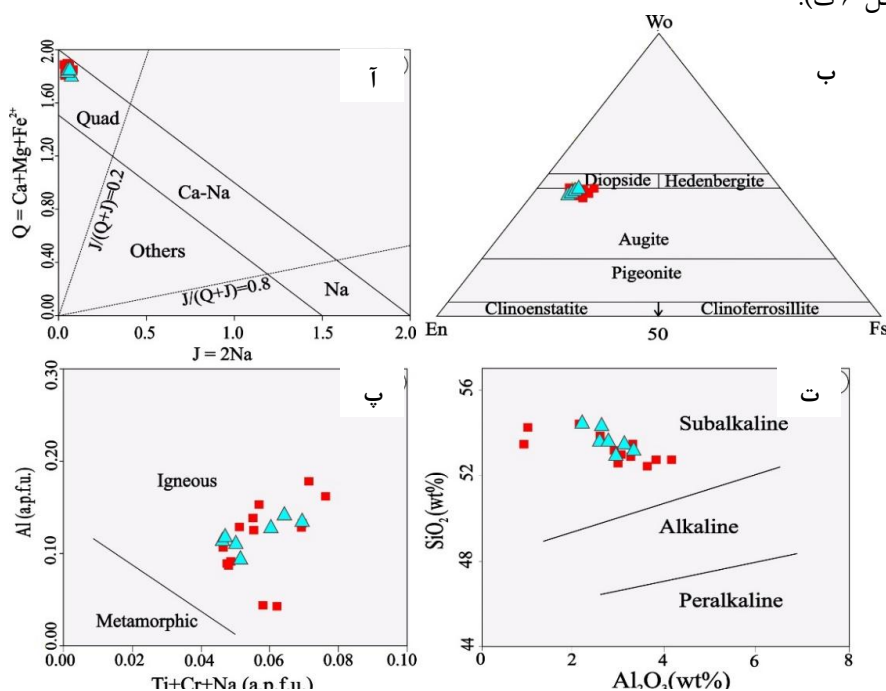 (ت).
آ
2.00
1.60
1.20
0.80
0.40
0.00
Q = Ca+Mg+Fe²⁺
Quad
Ca-Na
Others
Na
J/(Q+J)=0.2
J/(Q+J)=0.8
0.0
0.5
1.0
1.5
2.0
J = 2Na
ب
Wo
Diopside
Hedenbergite
Augite
Pigeonite
Clinoenstatite
Clinoferrosillite
En
50
Fs
پ
0.30
0.20
0.10
0.00
Al (a.p.f.u.)
Igneous
Metamorphic
0.00
0.02
0.04
0.06
0.08
0.10
Ti+Cr+Na (a.p.f.u.)
ت
56
52
48
44
SiO₂(wt%)
Subalkaline
Alkaline
Peralkaline
0
2
4
6
8
Al₂O₃(wt%)